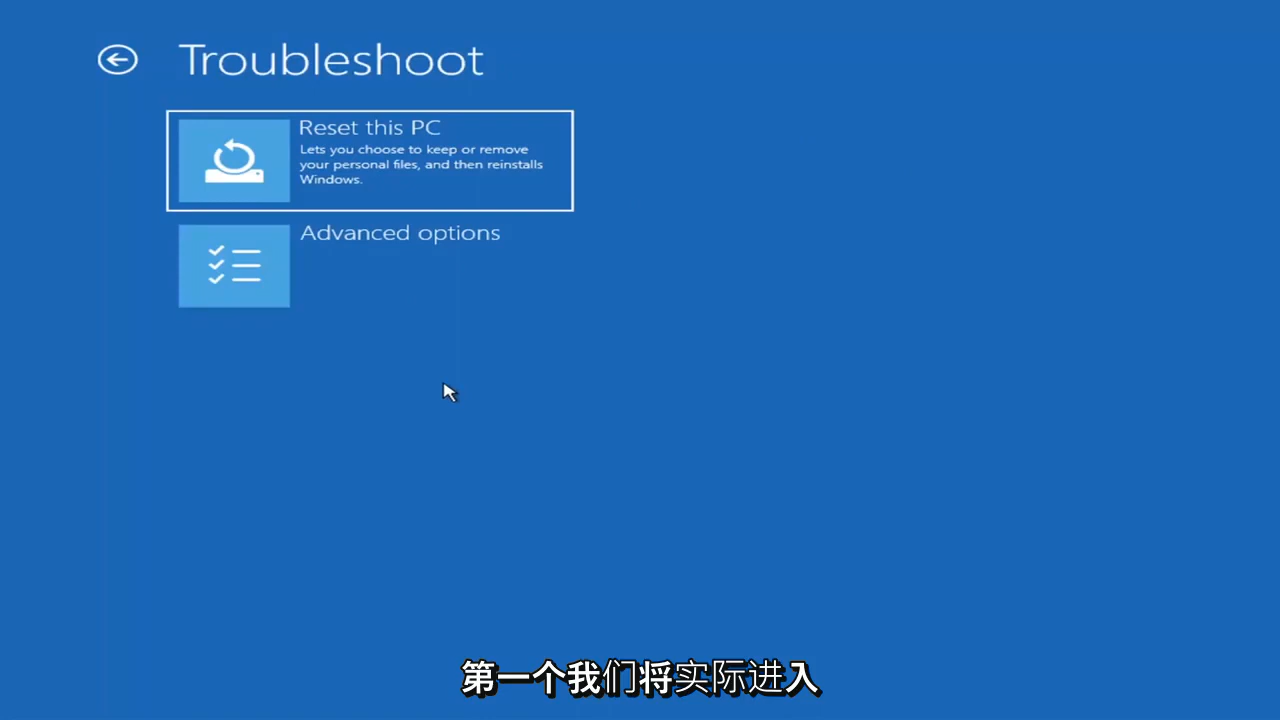 Troubleshoot
Reset this PC
Lets you choose to keep or remove
your personal files, and then reinstalls
Windows.
Advanced options
第一个我们将实际进入